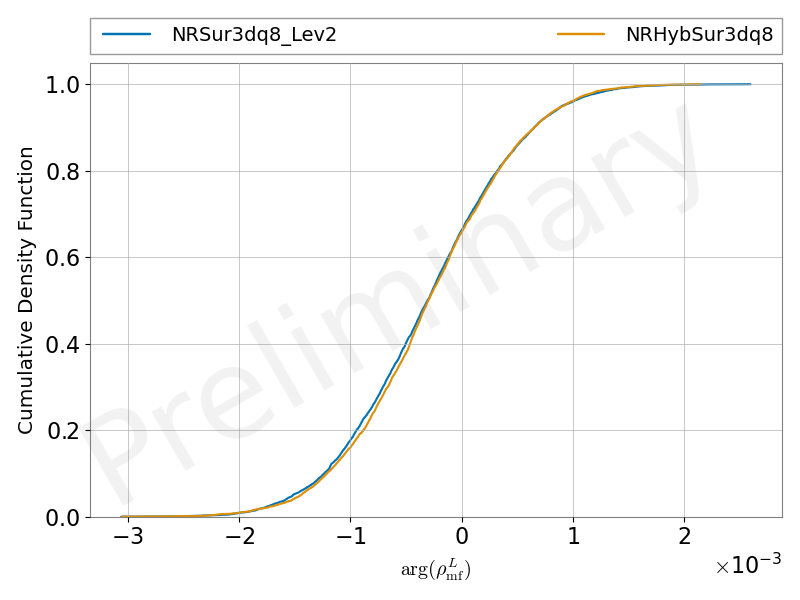 NRSur3dq8_Lev2 NRHybSur3dq8
Cumulative Density Function
1.0
0.8
0.6
0.4
0.2
0.0
Preliminary
−3 −2 −1 0 1 2
×10⁻³
arg(ρ^L_mf)